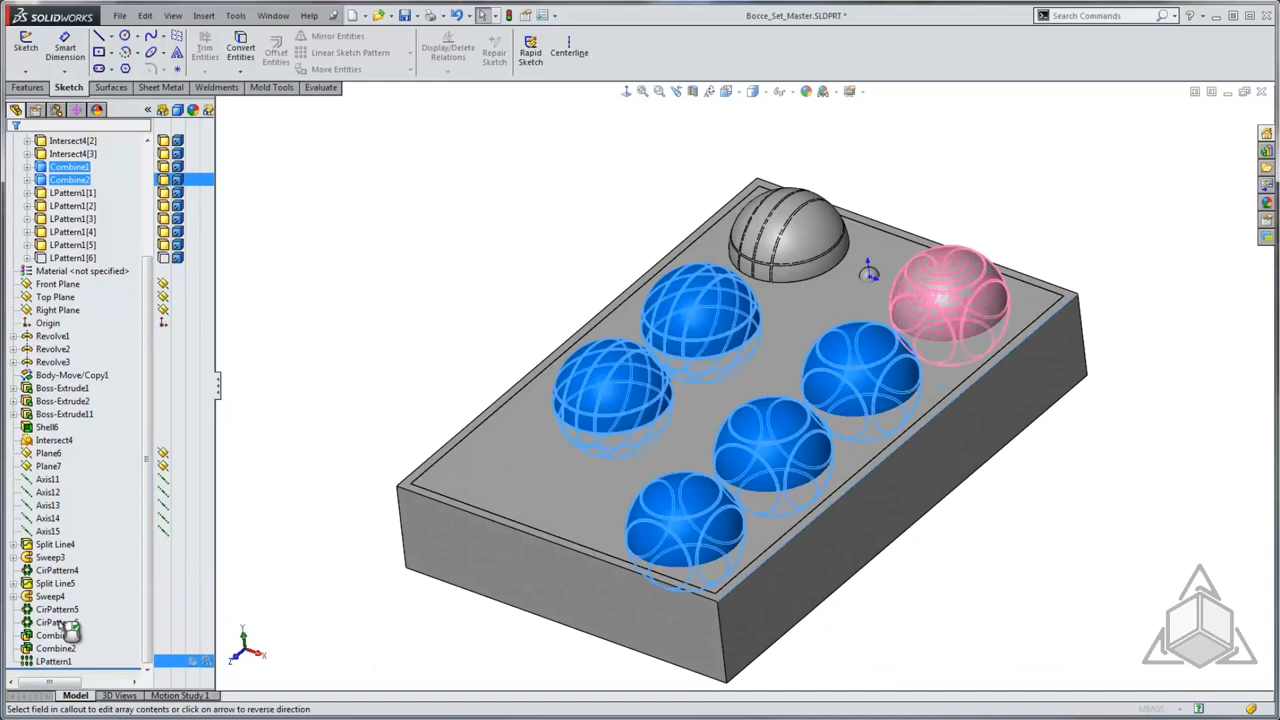 SOLIDWORKS File Edit View Insert Tools Window Help Bocce_Set_Master.SLDPRT * Search Commands
Sketch Smart Dimension Trim Entities Convert Entities Offset Entities Mirror Entities Linear Sketch Pattern Move Entities Display/Delete Relations Repair Sketch Rapid Sketch Centerline
Features Sketch Surfaces Sheet Metal Weldments Mold Tools Evaluate
Intersect4[2]
Intersect4[3]
Combine1
Combine2
LPattern1[1]
LPattern1[2]
LPattern1[3]
LPattern1[4]
LPattern1[5]
LPattern1[6]
Material <not specified>
Front Plane
Top Plane
Right Plane
Origin
Revolve1
Revolve2
Revolve3
Body-Move/Copy1
Boss-Extrude1
Boss-Extrude2
Boss-Extrude11
Shell6
Intersect4
Plane6
Plane7
Axis11
Axis12
Axis13
Axis14
Axis15
Split Line4
Sweep3
CirPattern4
Split Line5
Sweep4
CirPattern5
Combine2
LPattern1
Y
Z X
Model 3D Views Motion Study 1
Select field in callout to edit array contents or click on arrow to reverse direction